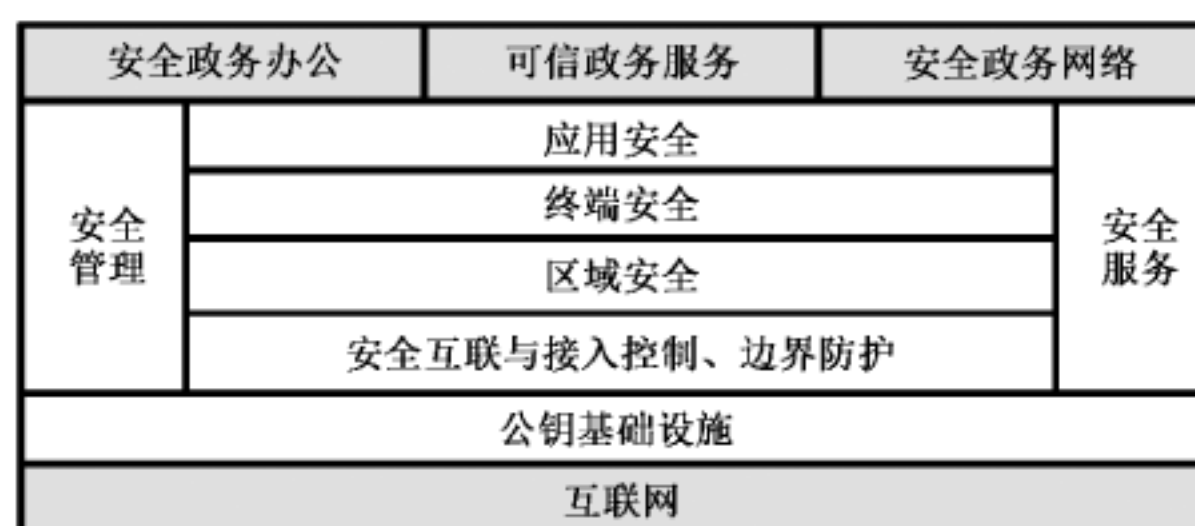 安全政务办公 可信政务服务 安全政务网络
应用安全
终端安全
安全
管理
区域安全
安全
服务
安全互联与接入控制、边界防护
公钥基础设施
互联网